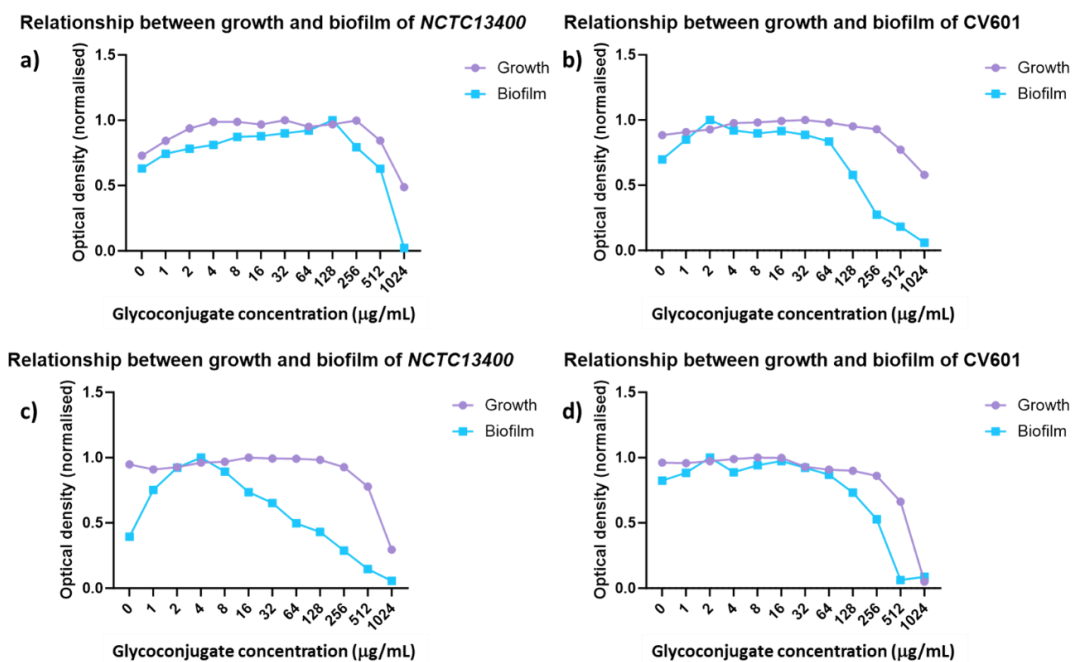 Relationship between growth and biofilm of NCTC13400
a)
Optical density (normalised)
1.5
1.0
0.5
0.0
0 1 2 4 8 16 32 64 128 256 512 1024
Glycoconjugate concentration (μg/mL)
Growth
Biofilm
Relationship between growth and biofilm of CV601
b)
Optical density (normalised)
1.5
1.0
0.5
0.0
0 1 2 4 8 16 32 64 128 256 512 1024
Glycoconjugate concentration (μg/mL)
Growth
Biofilm
Relationship between growth and biofilm of NCTC13400
c)
Optical density (normalised)
1.5
1.0
0.5
0.0
0 1 2 4 8 16 32 64 128 256 512 1024
Glycoconjugate concentration (μg/mL)
Growth
Biofilm
Relationship between growth and biofilm of CV601
d)
Optical density (normalised)
1.5
1.0
0.5
0.0
0 1 2 4 8 16 32 64 128 256 512 1024
Glycoconjugate concentration (μg/mL)
Growth
Biofilm